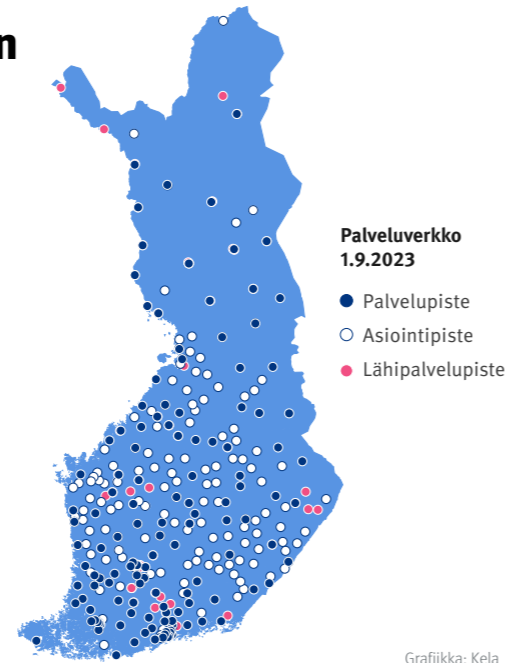 n
Palveluverkko
1.9.2023
Palvelupiste
Asiointipiste
Lähipalvelupiste
Grafiikka: Kela